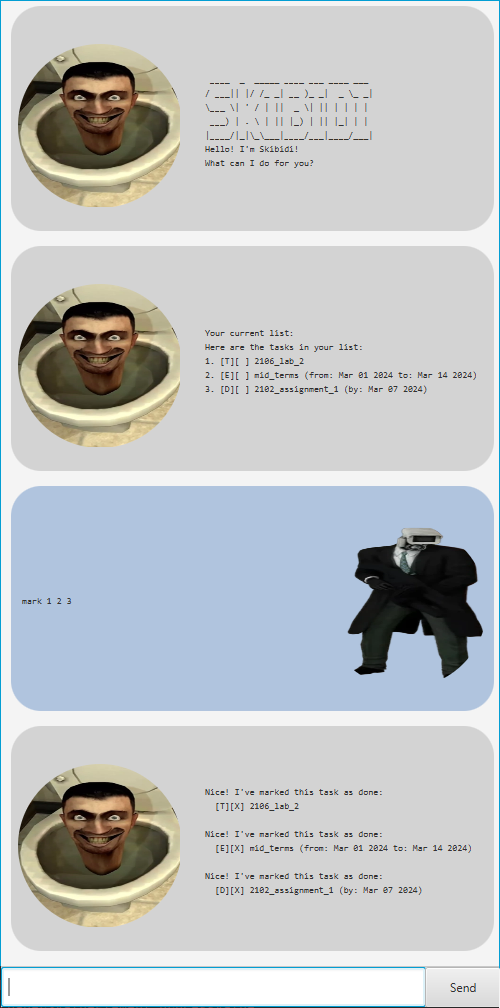 ____  _  _____ ____ ___ ____ ___
/ ___|| |/ /_ _| __ )_ _|  _ \_ _|
\___ \| ' / | ||  _ \| || | | | |
 ___) | . \ | || |_) | || |_| | |
|____/|_|\_\___|____/___|____/___|
Hello! I'm Skibidi!
What can I do for you?
Your current list:
Here are the tasks in your list:
1. [T][ ] 2106_lab_2
2. [E][ ] mid_terms (from: Mar 01 2024 to: Mar 14 2024)
3. [D][ ] 2102_assignment_1 (by: Mar 07 2024)
mark 1 2 3
Nice! I've marked this task as done:
[T][X] 2106_lab_2
Nice! I've marked this task as done:
[E][X] mid_terms (from: Mar 01 2024 to: Mar 14 2024)
Nice! I've marked this task as done:
[D][X] 2102_assignment_1 (by: Mar 07 2024)
Send